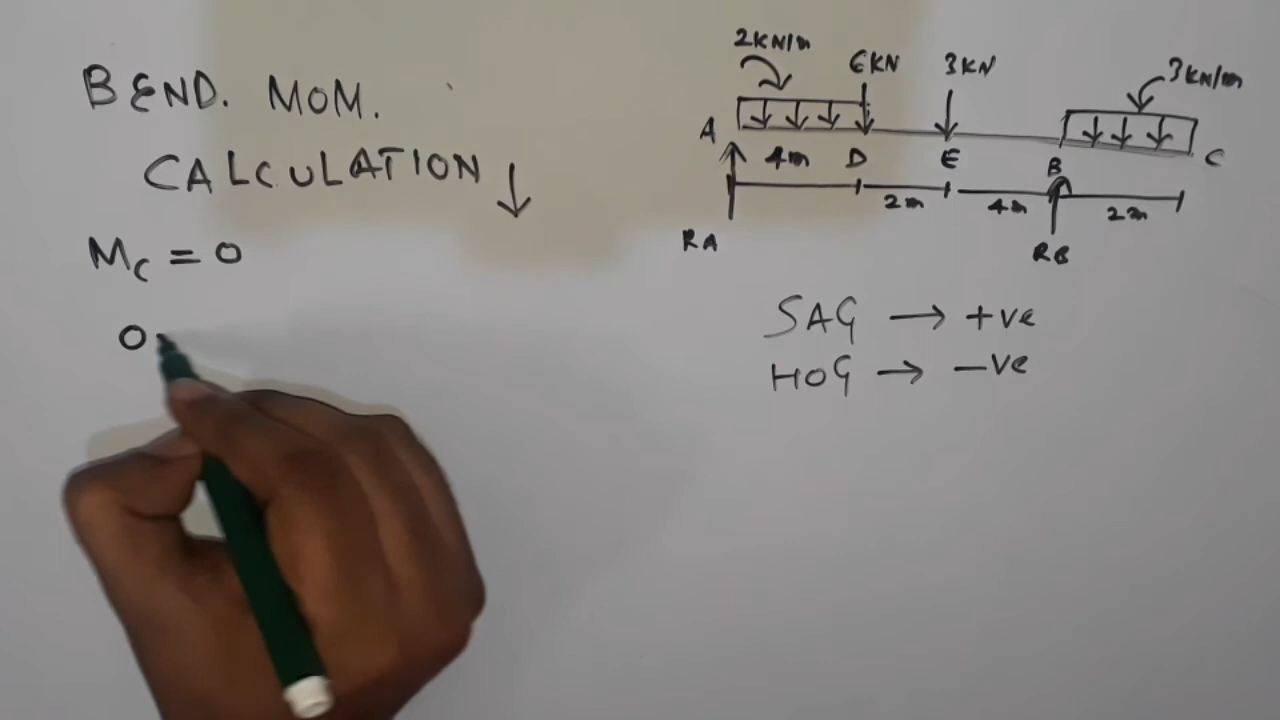 BEND. MOM.
CALCULATION ↓
Mc = 0
0
2KN/m
6KN
3KN
3KN/m
A
4m
D
E
B
C
2m
4m
2m
RA
RB
SAG → +ve
HOG → -ve